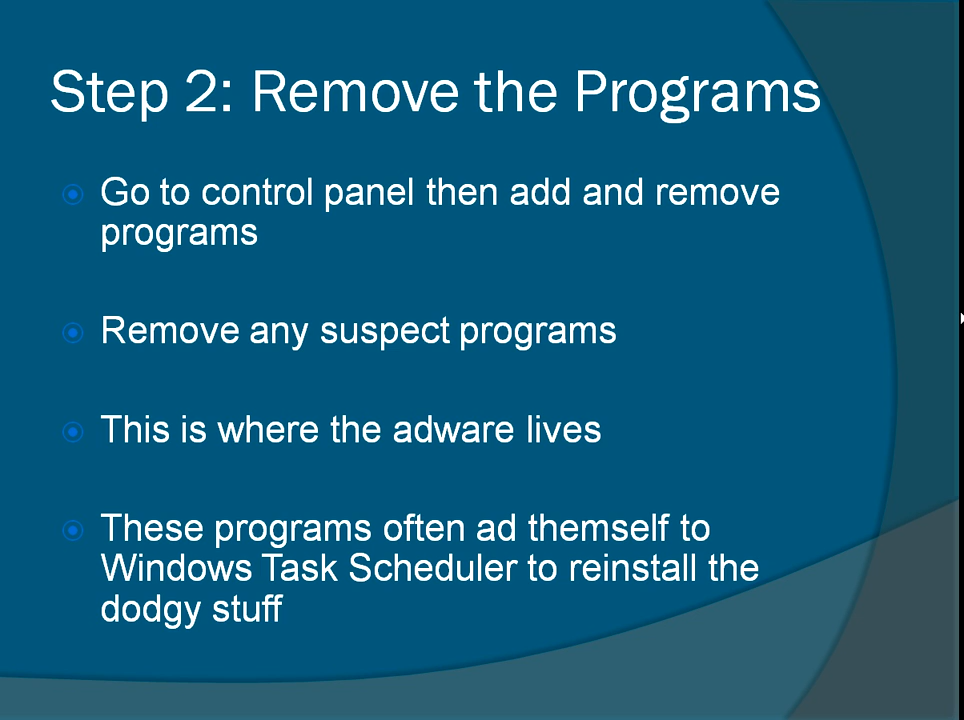 Step 2: Remove the Programs
Go to control panel then add and remove
programs
Remove any suspect programs
This is where the adware lives
These programs often ad themself to
Windows Task Scheduler to reinstall the
dodgy stuff